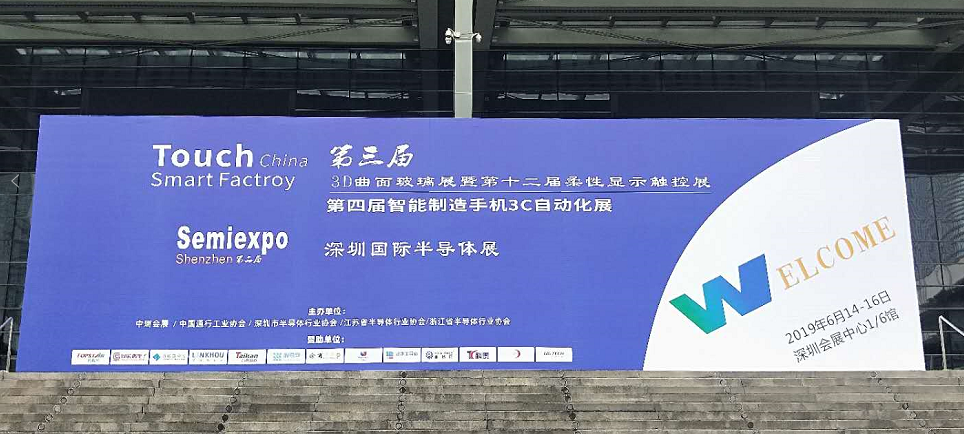 Touch China
Smart Factroy
第三届
3D曲面玻璃展暨第十二届柔性显示触控展
第四届智能制造手机3C自动化展
Semiexpo
Shenzhen 第二届
深圳国际半导体展
主办单位：
中瑞会展 / 中国通行工业协会 / 深圳市半导体行业协会 /江苏省半导体行业协会/浙江省半导体行业协会
赞助单位：
LINKHOU
Taitan
WELCOME
2019年6月14-16日
深圳会展中心1/6馆